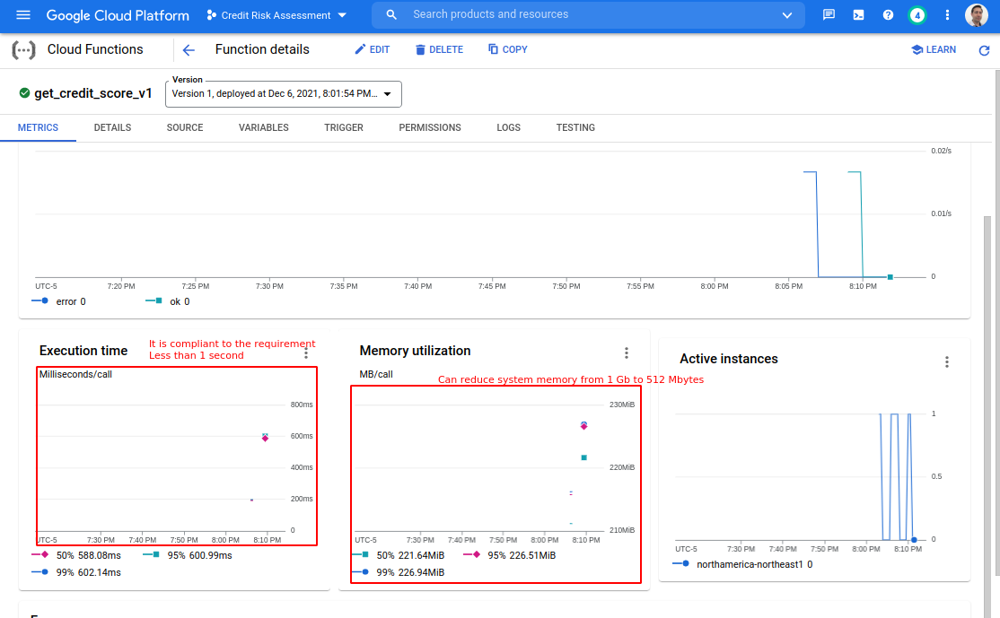 Google Cloud Platform Credit Risk Assessment Search products and resources 4
Cloud Functions Function details EDIT DELETE COPY LEARN
get_credit_score_v1 Version
Version 1, deployed at Dec 6, 2021, 8:01:54 PM...
METRICS DETAILS SOURCE VARIABLES TRIGGER PERMISSIONS LOGS TESTING
0.02/s
0.01/s
0
UTC-5 7:20 PM 7:25 PM 7:30 PM 7:35 PM 7:40 PM 7:45 PM 7:50 PM 7:55 PM 8:00 PM 8:05 PM 8:10 PM
error 0 ok 0
Execution time
It is compliant to the requirement
Less than 1 second
Milliseconds/call
800ms
600ms
400ms
200ms
0
UTC-5 7:30 PM 7:40 PM 7:50 PM 8:00 PM 8:10 PM
50% 588.08ms 95% 600.99ms
99% 602.14ms
Memory utilization
MB/call
Can reduce system memory from 1 Gb to 512 Mbytes
230MiB
220MiB
210MiB
UTC-5 7:30 PM 7:40 PM 7:50 PM 8:00 PM 8:10 PM
50% 221.64MiB 95% 226.51MiB
99% 226.94MiB
Active instances
1
0.5
0
UTC-5 7:30 PM 7:40 PM 7:50 PM 8:00 PM 8:10 PM
northamerica-northeast1 0